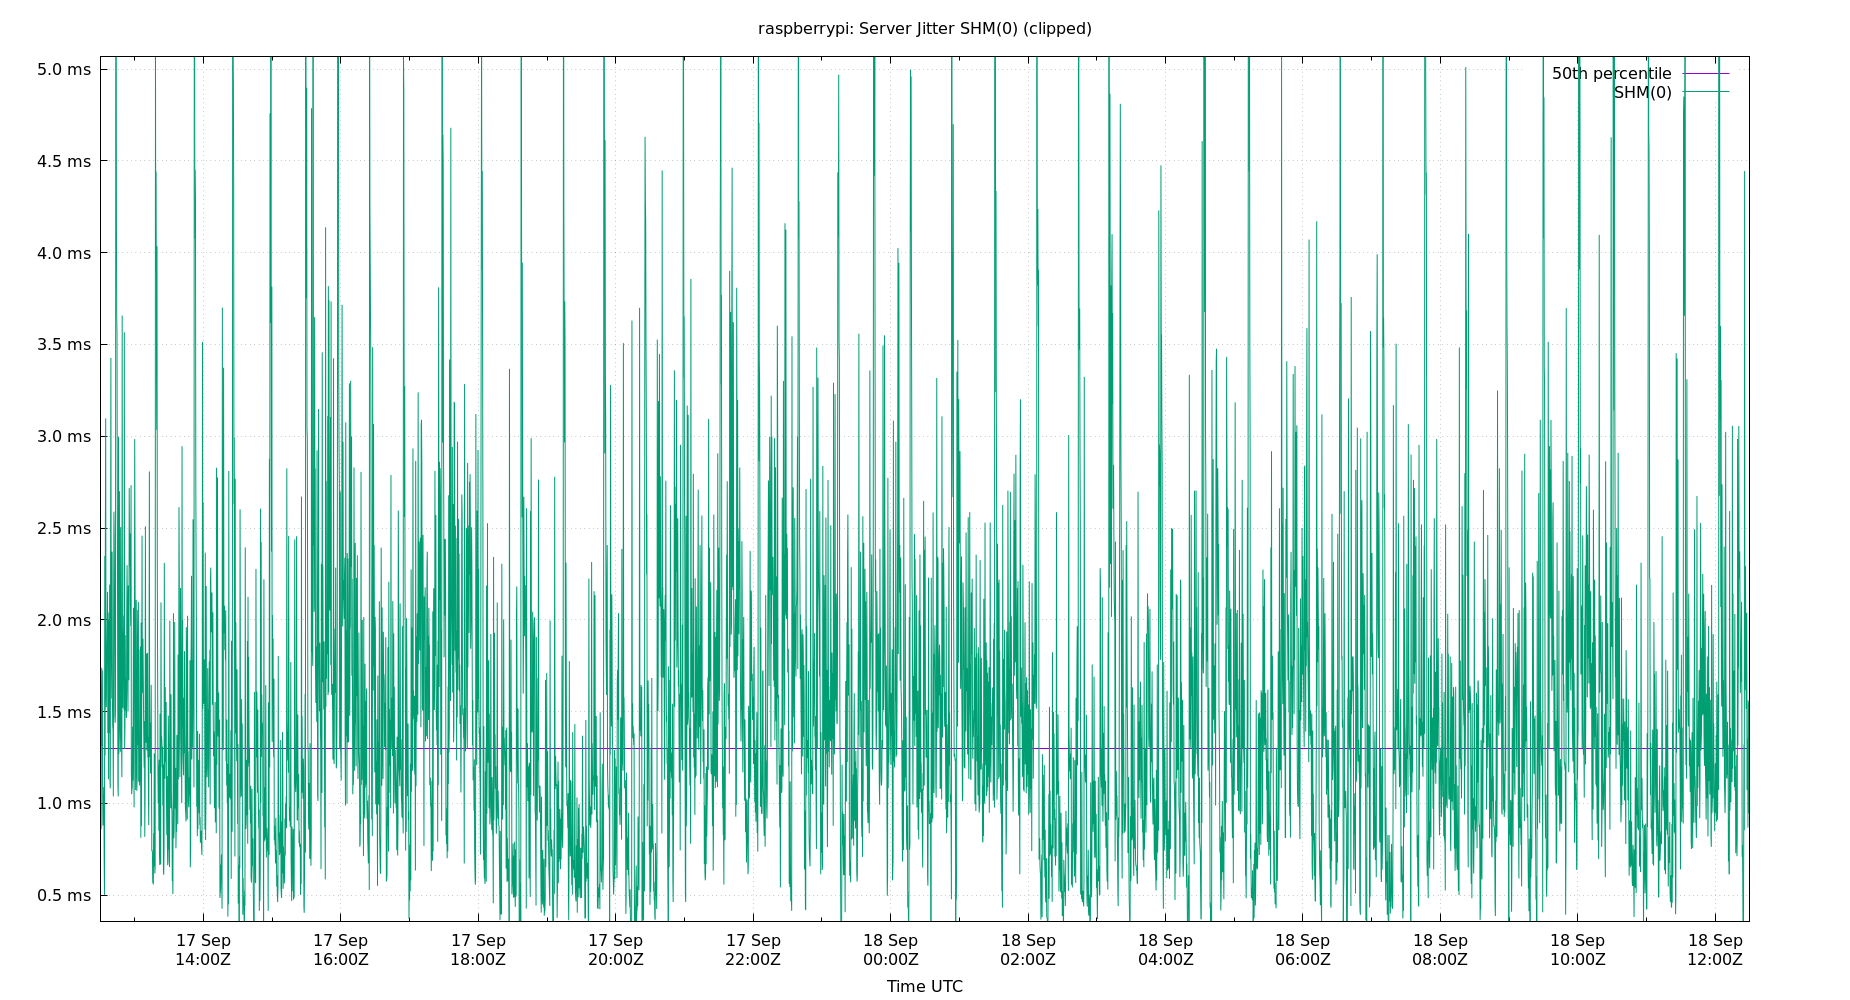 raspberrypi: Server Jitter SHM(0) (clipped)
5.0 ms
50th percentile
SHM(0)
4.5 ms
4.0 ms
3.5 ms
3.0 ms
2.5 ms
2.0 ms
1.5 ms
1.0 ms
0.5 ms
17 Sep 17 Sep 17 Sep 17 Sep 17 Sep 18 Sep 18 Sep 18 Sep 18 Sep 18 Sep 18 Sep 18 Sep
14:00Z 16:00Z 18:00Z 20:00Z 22:00Z 00:00Z 02:00Z 04:00Z 06:00Z 08:00Z 10:00Z 12:00Z
Time UTC